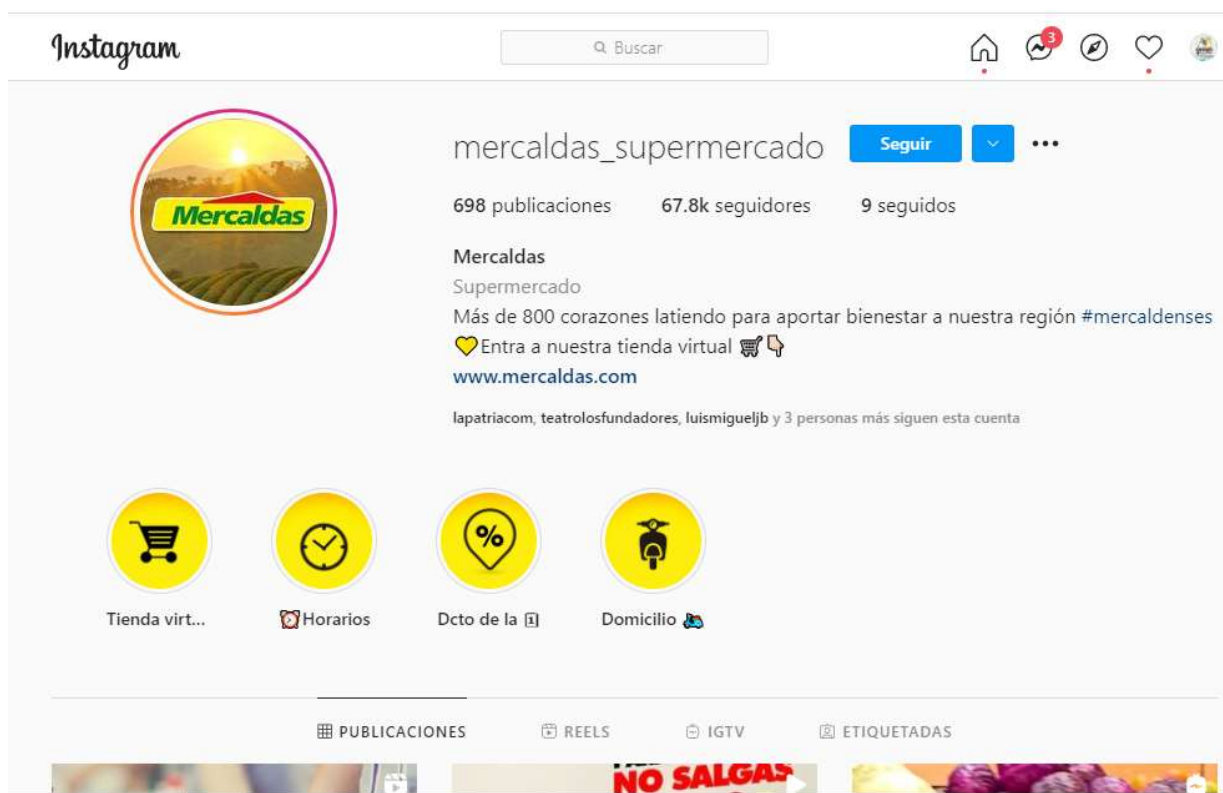 Instagram
Buscar
3
mercaldas_supermercado Seguir
698 publicaciones 67.8k seguidores 9 seguidos
Mercaldas
Mercaldas
Supermercado
Más de 800 corazones latiendo para aportar bienestar a nuestra región #mercaldenses
💛Entra a nuestra tienda virtual 🛒👇🏻
www.mercaldas.com
lapatriacom, teatrolosfundadores, luismigueljb y 3 personas más siguen esta cuenta
%
Tienda virt... ⏰Horarios Dcto de la 🗓 Domicilio 🛵
PUBLICACIONES REELS IGTV ETIQUETADAS
NO SALGAS